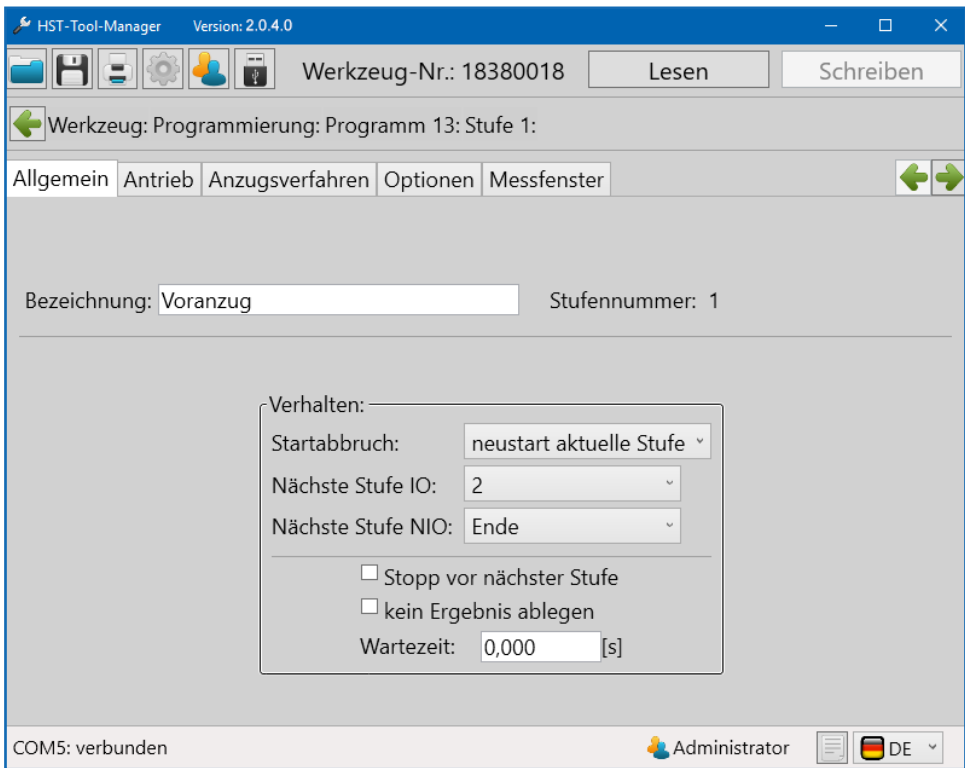 HST-Tool-Manager Version: 2.0.4.0
Werkzeug-Nr.: 18380018 Lesen Schreiben
Werkzeug: Programmierung: Programm 13: Stufe 1:
Allgemein Antrieb Anzugsverfahren Optionen Messfenster
Bezeichnung: Voranzug Stufennummer: 1
Verhalten:
Startabbruch: neustart aktuelle Stufe
Nächste Stufe IO: 2
Nächste Stufe NIO: Ende
Stopp vor nächster Stufe
kein Ergebnis ablegen
Wartezeit: 0,000 [s]
COM5: verbunden Administrator DE